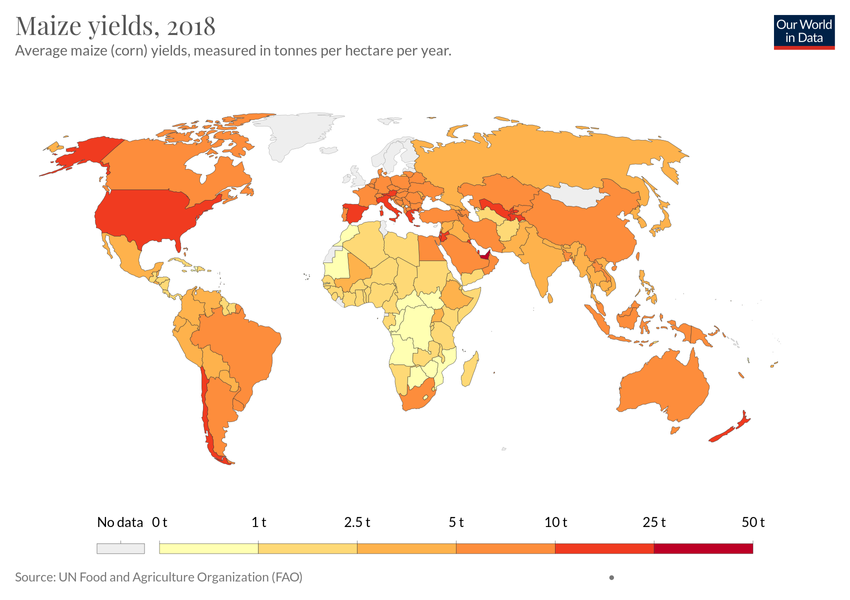 Maize yields, 2018
Our World
in Data
Average maize (corn) yields, measured in tonnes per hectare per year.
No data 0 t 1 t 2.5 t 5 t 10 t 25 t 50 t
Source: UN Food and Agriculture Organization (FAO)